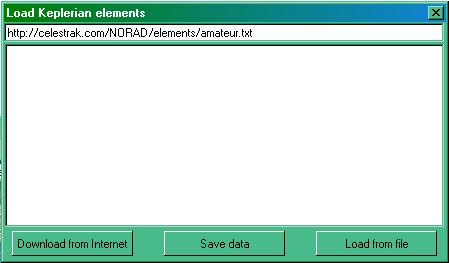 Load Keplerian elements
http://celestrak.com/NORAD/elements/amateur.txt
Download from Internet
Save data
Load from file